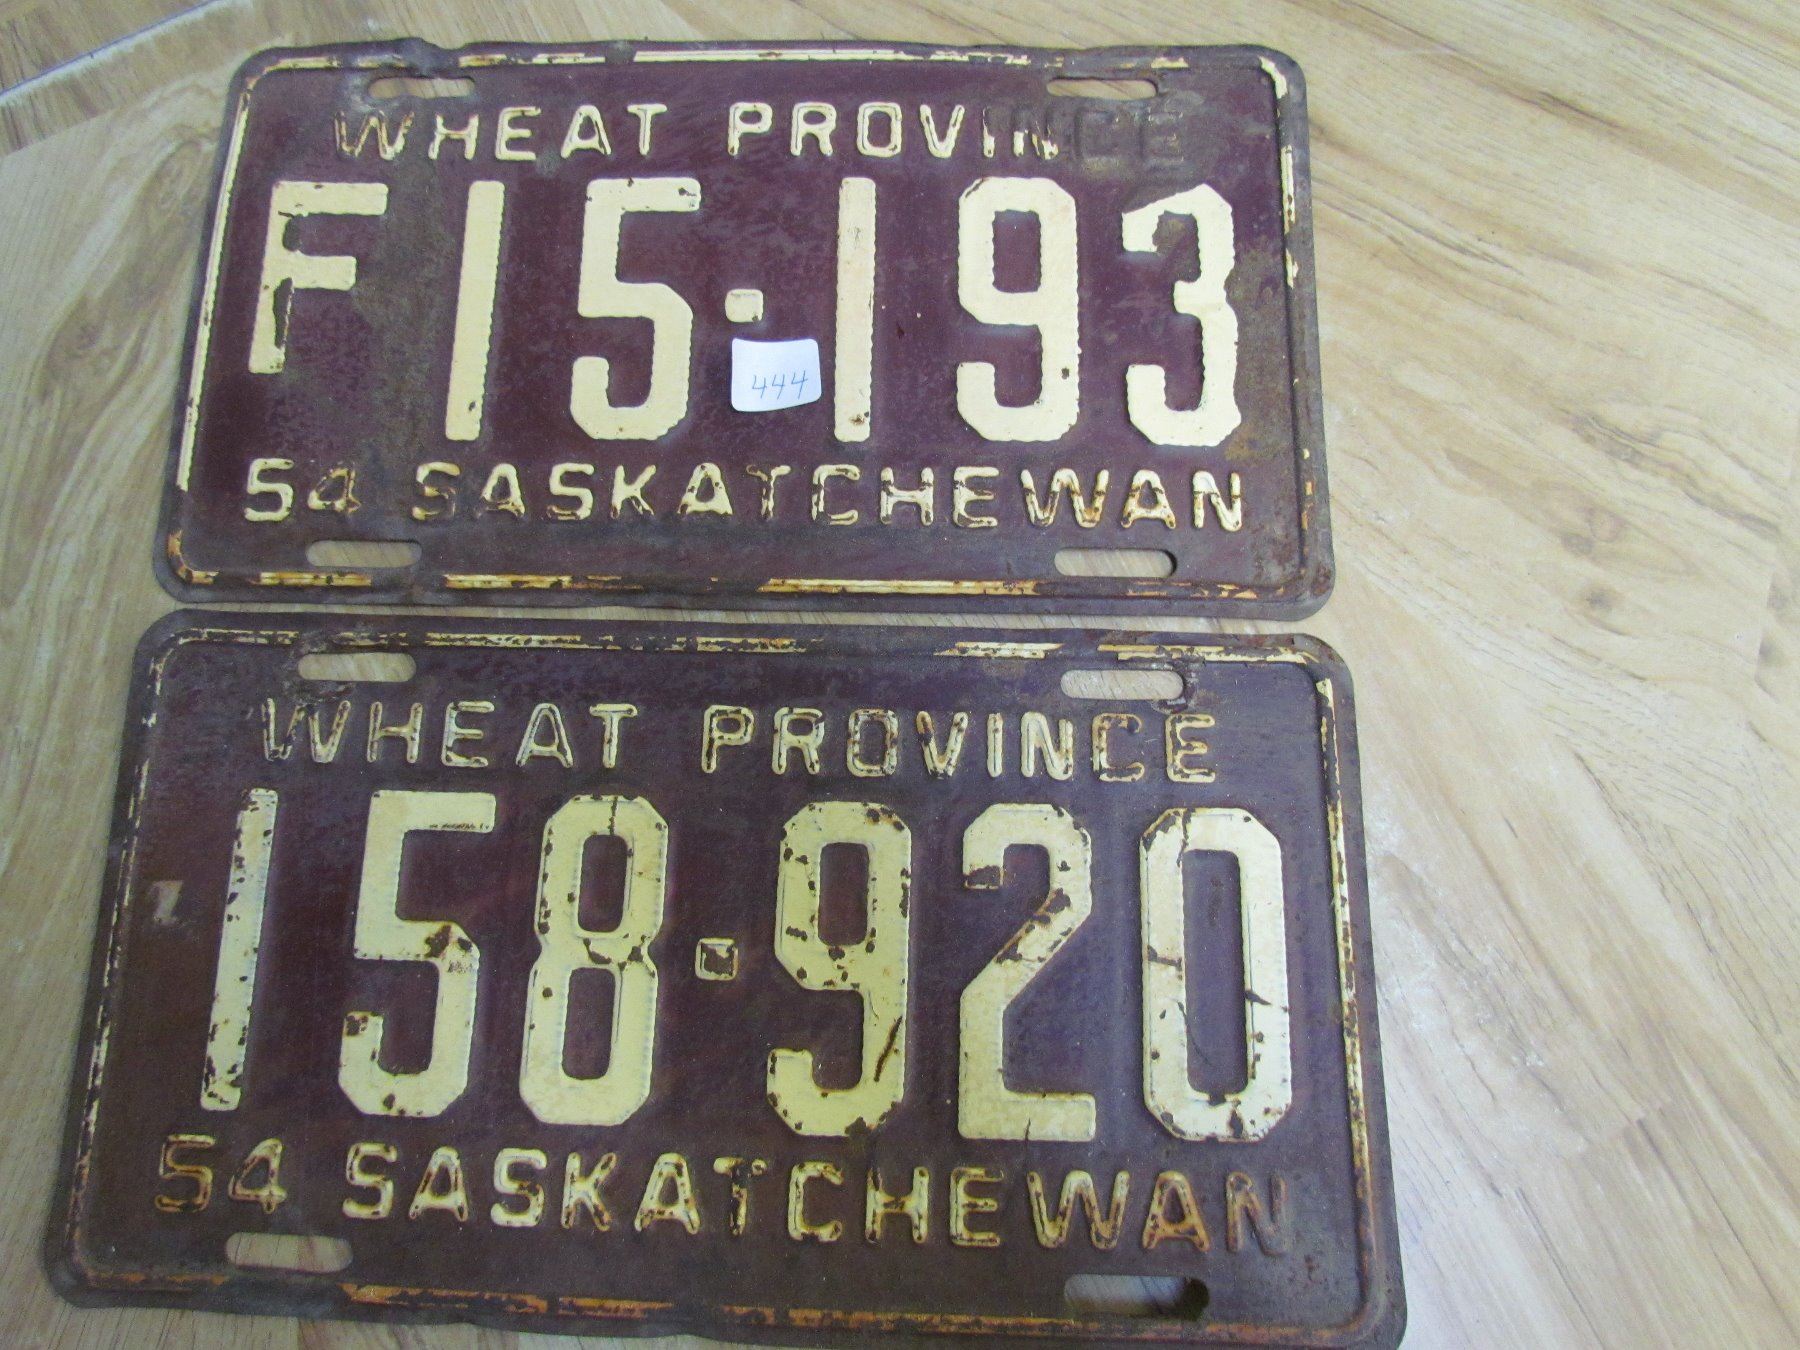 WHEAT PROVINCE
F15·193
444
54 SASKATCHEWAN
WHEAT PROVINCE
158·920
54 SASKATCHEWAN